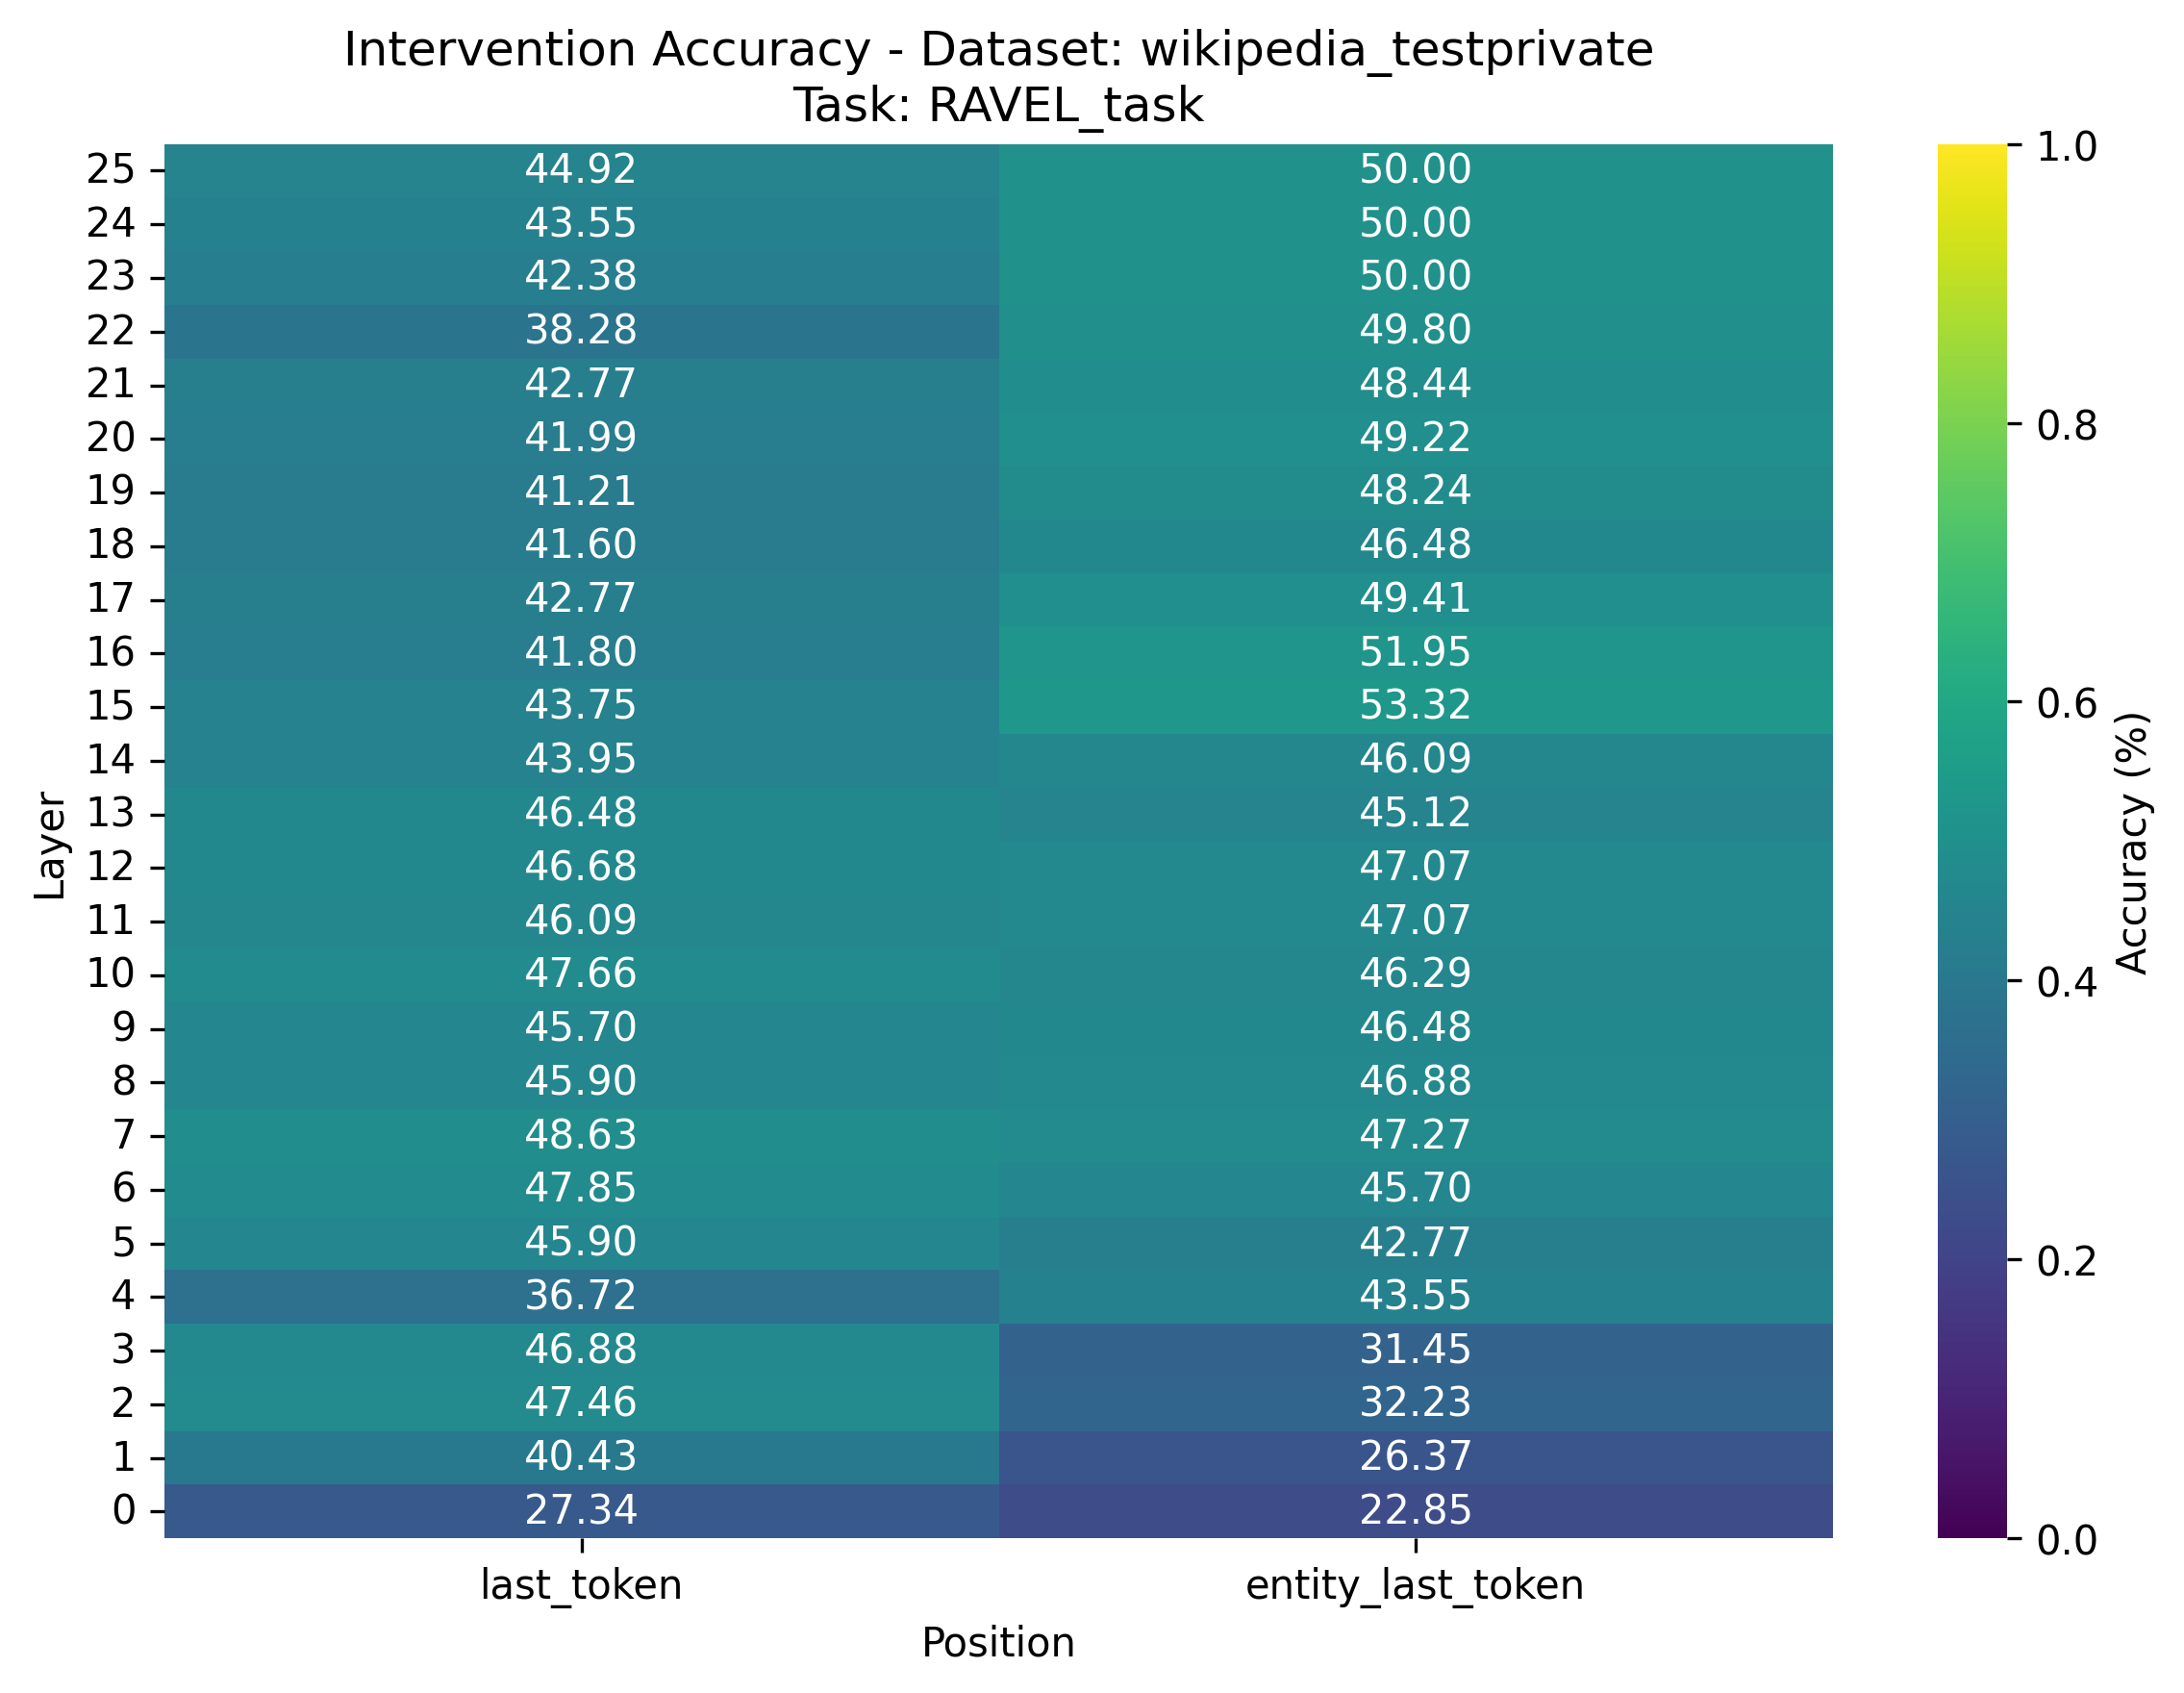 Intervention Accuracy - Dataset: wikipedia_testprivate
Task: RAVEL_task
25 44.92 50.00
24 43.55 50.00
23 42.38 50.00
22 38.28 49.80
21 42.77 48.44
20 41.99 49.22
19 41.21 48.24
18 41.60 46.48
17 42.77 49.41
16 41.80 51.95
15 43.75 53.32
14 43.95 46.09
13 46.48 45.12
12 46.68 47.07
11 46.09 47.07
10 47.66 46.29
9 45.70 46.48
8 45.90 46.88
7 48.63 47.27
6 47.85 45.70
5 45.90 42.77
4 36.72 43.55
3 46.88 31.45
2 47.46 32.23
1 40.43 26.37
0 27.34 22.85
Layer
last_token entity_last_token
Position
1.0
0.8
0.6
0.4
0.2
0.0
Accuracy (%)